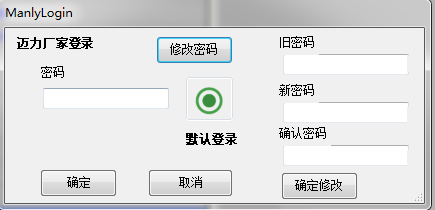 ManlyLogin
迈力厂家登录
修改密码
密码
默认登录
确定
取消
旧密码
新密码
确认密码
确定修改